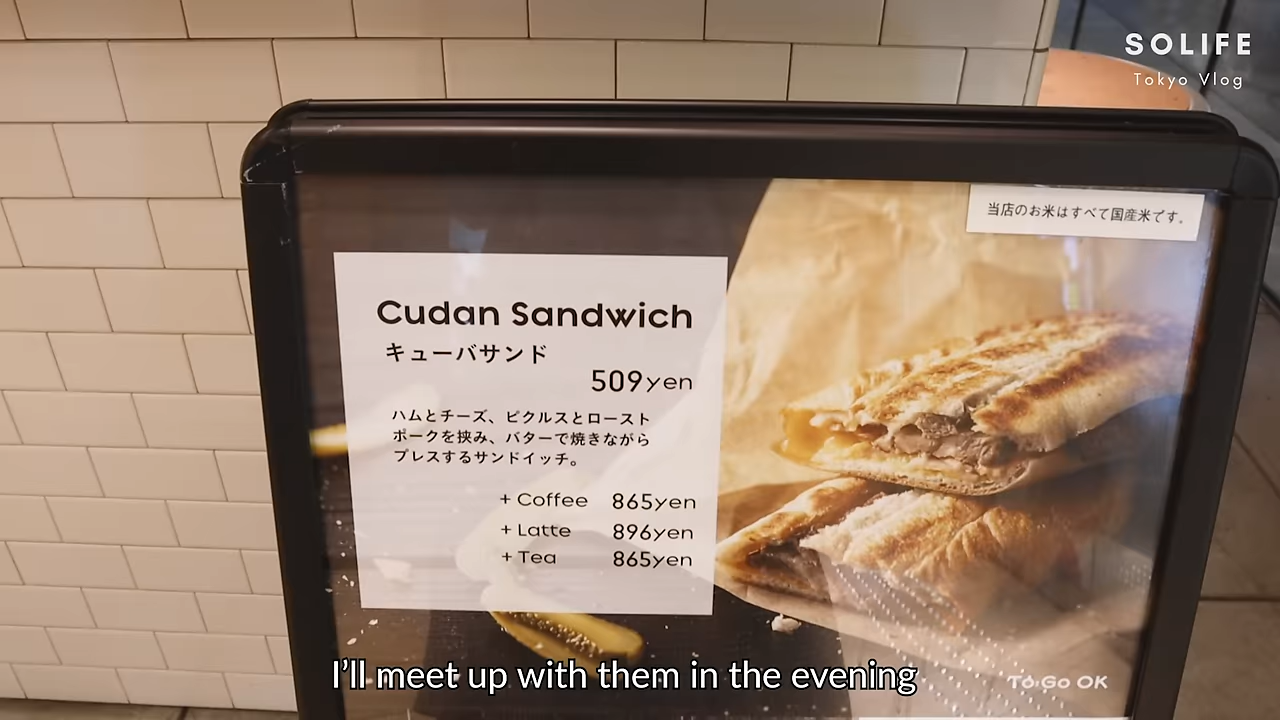 SOLIFE
Tokyo Vlog
当店のお米はすべて国産米です。
Cudan Sandwich
キューバサンド
509yen
ハムとチーズ、ピクルスとロースト
ポークを挟み、バターで焼きながら
プレスするサンドイッチ。
+ Coffee 865yen
+ Latte 896yen
+ Tea 865yen
I’ll meet up with them in the evening
To Go OK